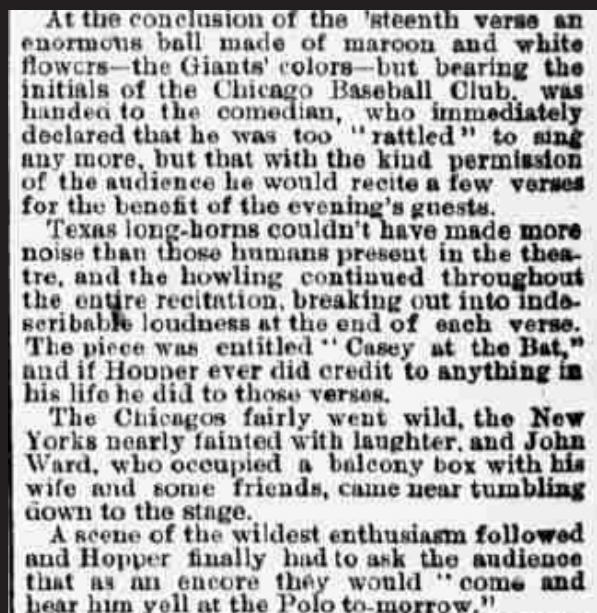 At the conclusion of the 'steenth verse an
enormous ball made of maroon and white
flowers—the Giants' colors—but bearing the
initials of the Chicago Baseball Club, was
handed to the comedian, who immediately
declared that he was too "rattled" to sing
any more, but that with the kind permission
of the audience he would recite a few verses
for the benefit of the evening's guests.
Texas long-horns couldn't have made more
noise than those humans present in the thea-
tre, and the howling continued throughout
the entire recitation, breaking out into inde-
scribable loudness at the end of each verse.
The piece was entitled "Casey at the Bat,"
and if Hopper ever did credit to anything in
his life he did to those verses.
The Chicagos fairly went wild, the New
Yorks nearly fainted with laughter, and John
Ward, who occupied a balcony box with his
wife and some friends, came near tumbling
down to the stage.
A scene of the wildest enthusiasm followed
and Hopper finally had to ask the audience
that as an encore they would "come and
hear him yell at the Polo to-morrow."